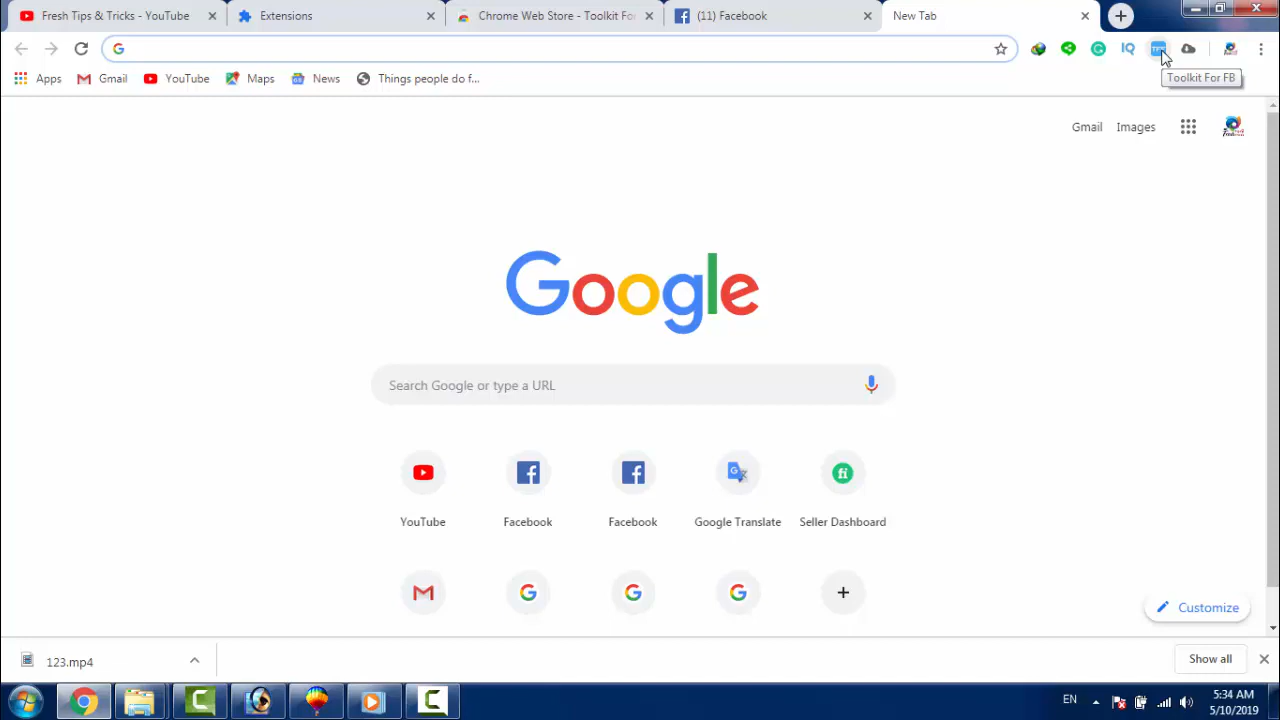 Fresh Tips & Tricks - YouTube
Extensions
Chrome Web Store - Toolkit For
(11) Facebook
New Tab
IQ
Toolkit For FB
Apps
Gmail
YouTube
Maps
News
Things people do f...
Gmail
Images
Google
Search Google or type a URL
YouTube
Facebook
Facebook
Google Translate
Seller Dashboard
Customize
123.mp4
Show all
EN
5:34 AM
5/10/2019